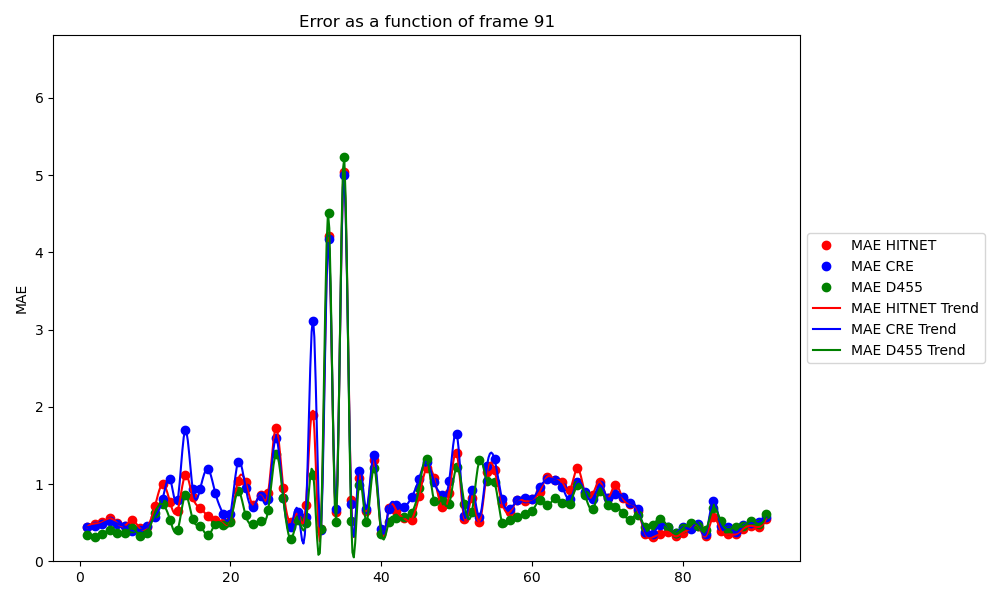 Error as a function of frame 91
MAE
6
5
4
3
2
1
0
0 20 40 60 80
MAE HITNET
MAE CRE
MAE D455
MAE HITNET Trend
MAE CRE Trend
MAE D455 Trend